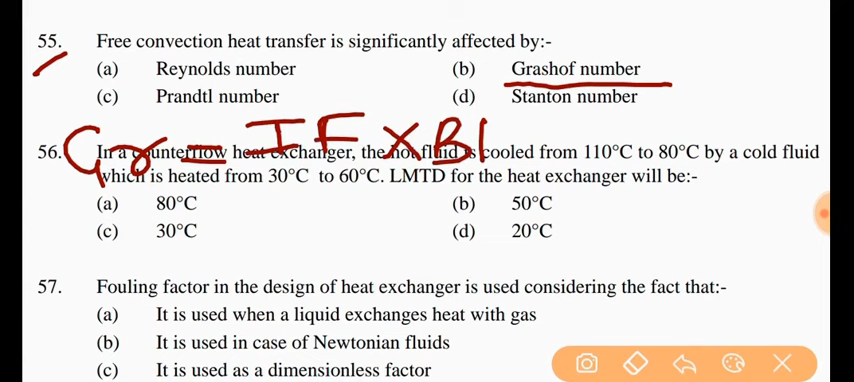 55. Free convection heat transfer is significantly affected by:-
(a) Reynolds number (b) Grashof number
(c) Prandtl number (d) Stanton number
Gr = IF X BF
56. In a counterflow heat exchanger, the hot fluid is cooled from 110°C to 80°C by a cold fluid
which is heated from 30°C to 60°C. LMTD for the heat exchanger will be:-
(a) 80°C (b) 50°C
(c) 30°C (d) 20°C
57. Fouling factor in the design of heat exchanger is used considering the fact that:-
(a) It is used when a liquid exchanges heat with gas
(b) It is used in case of Newtonian fluids
(c) It is used as a dimensionless factor